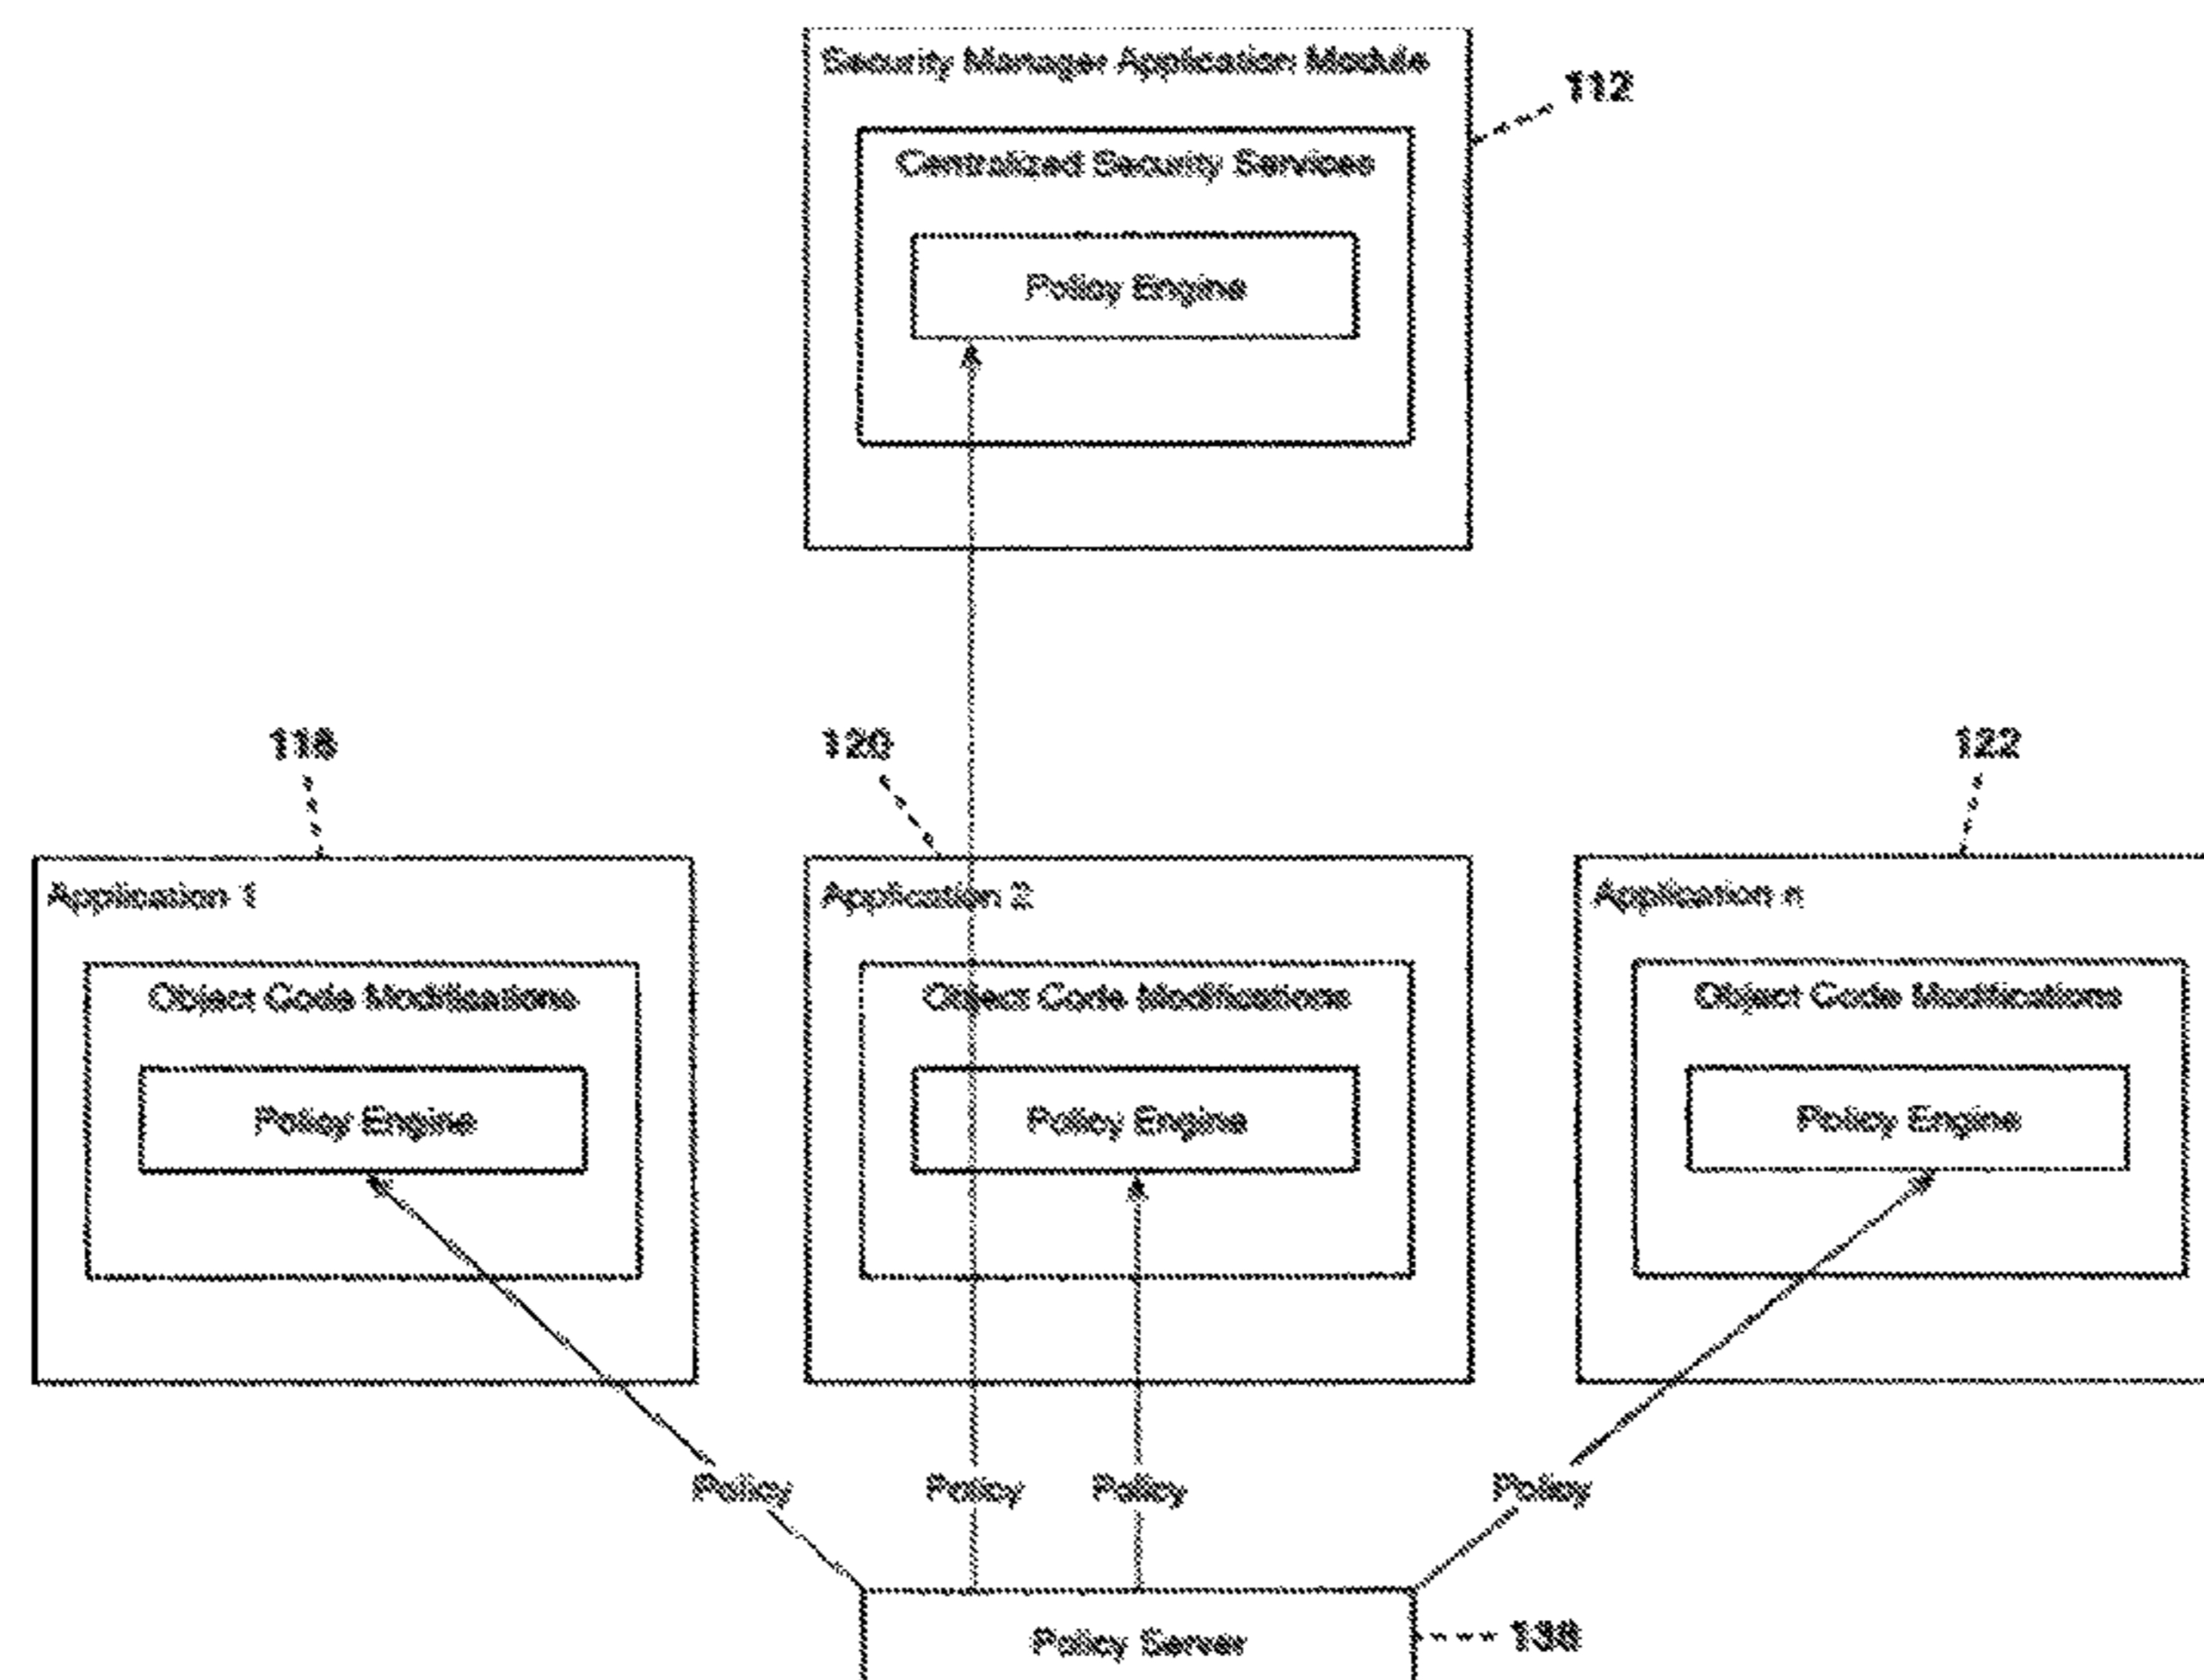 Security Manager Application Module
112
Centralized Security Services
Policy Engine
118
120
122
Application 1
Application 2
Application n
Object Code Modifications
Object Code Modifications
Object Code Modifications
Policy Engine
Policy Engine
Policy Engine
Policy
Policy
Policy
Policy
Policy Server